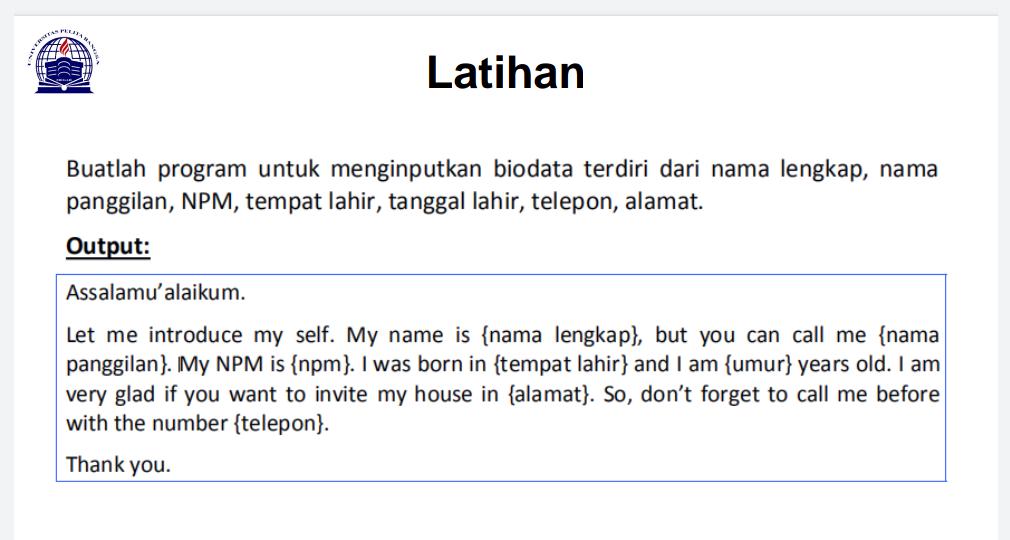 UNIVERSITAS PELITA BANGSA
Latihan
Buatlah program untuk menginputkan biodata terdiri dari nama lengkap, nama
panggilan, NPM, tempat lahir, tanggal lahir, telepon, alamat.
Output:
Assalamu’alaikum.
Let me introduce my self. My name is {nama lengkap}, but you can call me {nama
panggilan}. My NPM is {npm}. I was born in {tempat lahir} and I am {umur} years old. I am
very glad if you want to invite my house in {alamat}. So, don’t forget to call me before
with the number {telepon}.
Thank you.